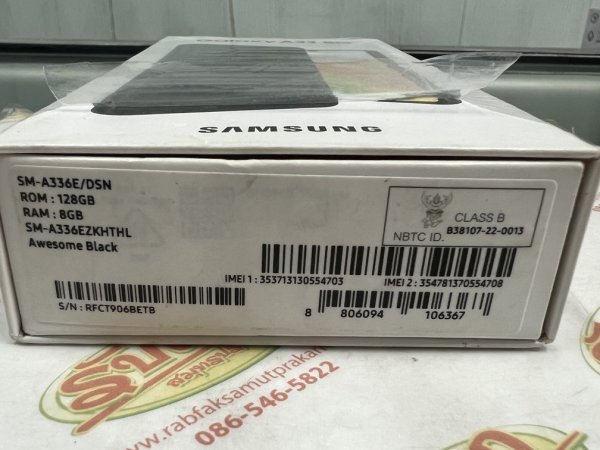 SAMSUNG
SM-A336E/DSN
ROM : 128GB
RAM : 8GB
SM-A336EZKHTHL
Awesome Black
CLASS B
NBTC ID. B38107-22-0013
IMEI 1 : 353713130554703
IMEI 2 : 354781370554708
S/N : RFCT906BETB
8 806094 106367
www.rabfaksamutprakan
086-546-5822